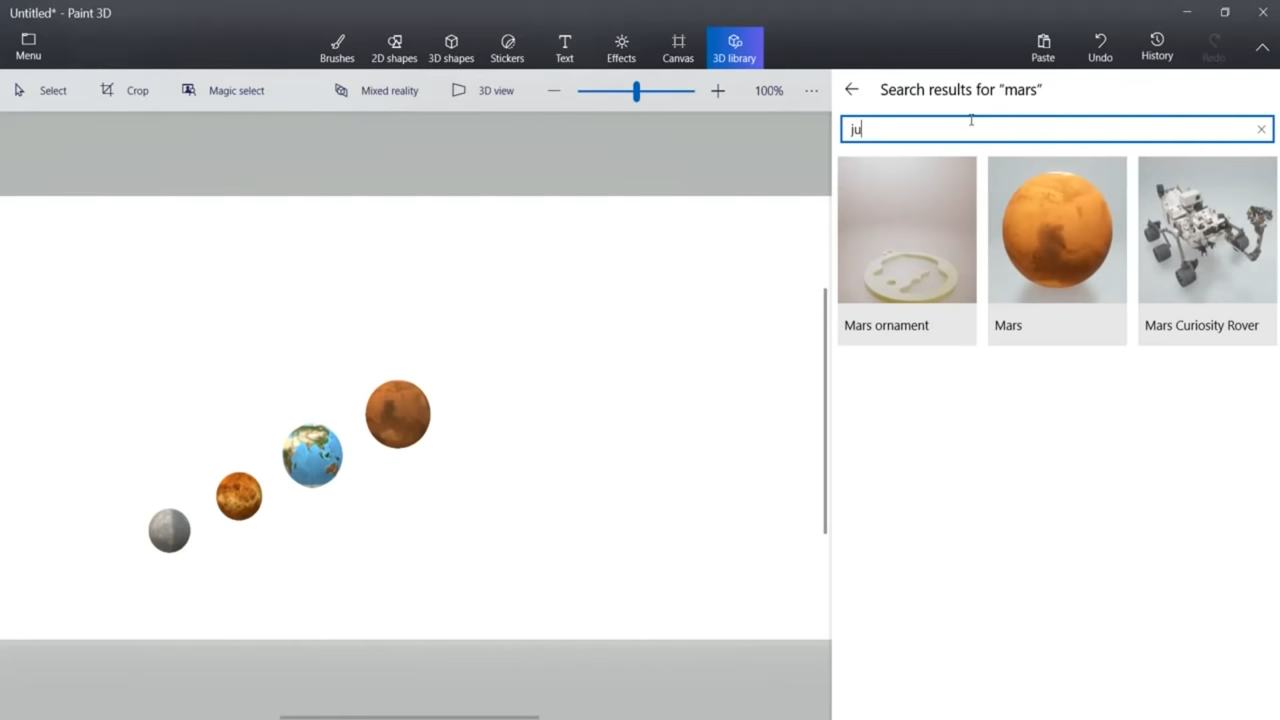 Untitled* - Paint 3D
Menu
Brushes
2D shapes
3D shapes
Stickers
Text
Effects
Canvas
3D library
Paste
Undo
History
Redo
Select
Crop
Magic select
Mixed reality
3D view
100%
Search results for "mars"
ju
Mars ornament
Mars
Mars Curiosity Rover